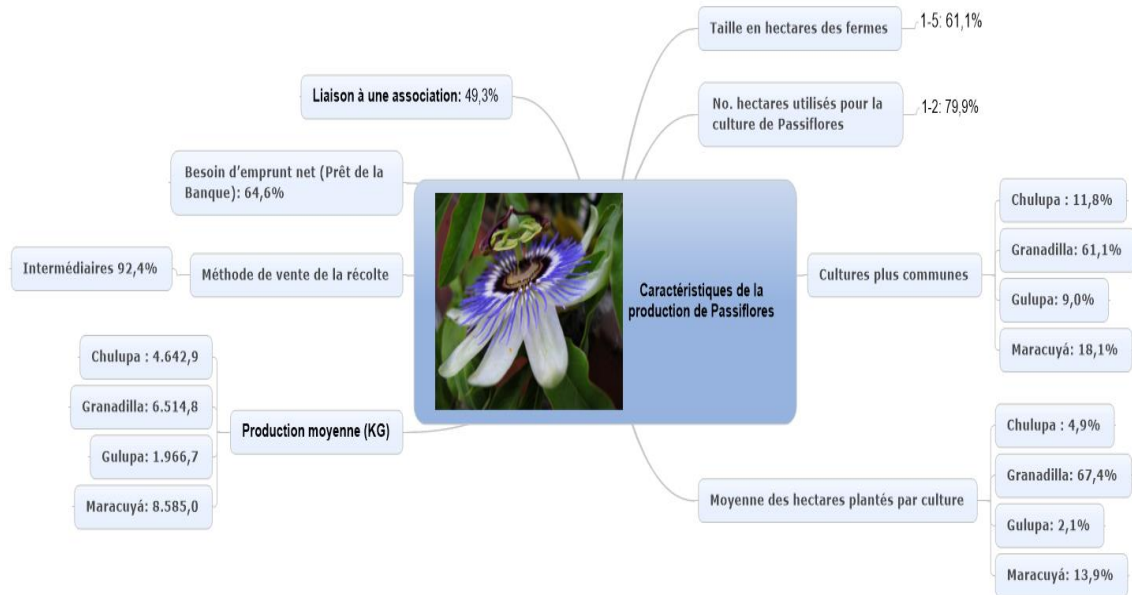 Caractéristiques de la
production de Passiflores
Taille en hectares des fermes
1-5: 61,1%
No. hectares utilisés pour la
culture de Passiflores
1-2: 79,9%
Cultures plus communes
Chulupa : 11,8%
Granadilla: 61,1%
Gulupa: 9,0%
Maracuyá: 18,1%
Moyenne des hectares plantés par culture
Chulupa : 4,9%
Granadilla: 67,4%
Gulupa: 2,1%
Maracuyá: 13,9%
Liaison à une association: 49,3%
Besoin d'emprunt net (Prêt de la
Banque): 64,6%
Méthode de vente de la récolte
Intermédiaires 92,4%
Production moyenne (KG)
Chulupa : 4.642,9
Granadilla: 6.514,8
Gulupa: 1.966,7
Maracuyá: 8.585,0